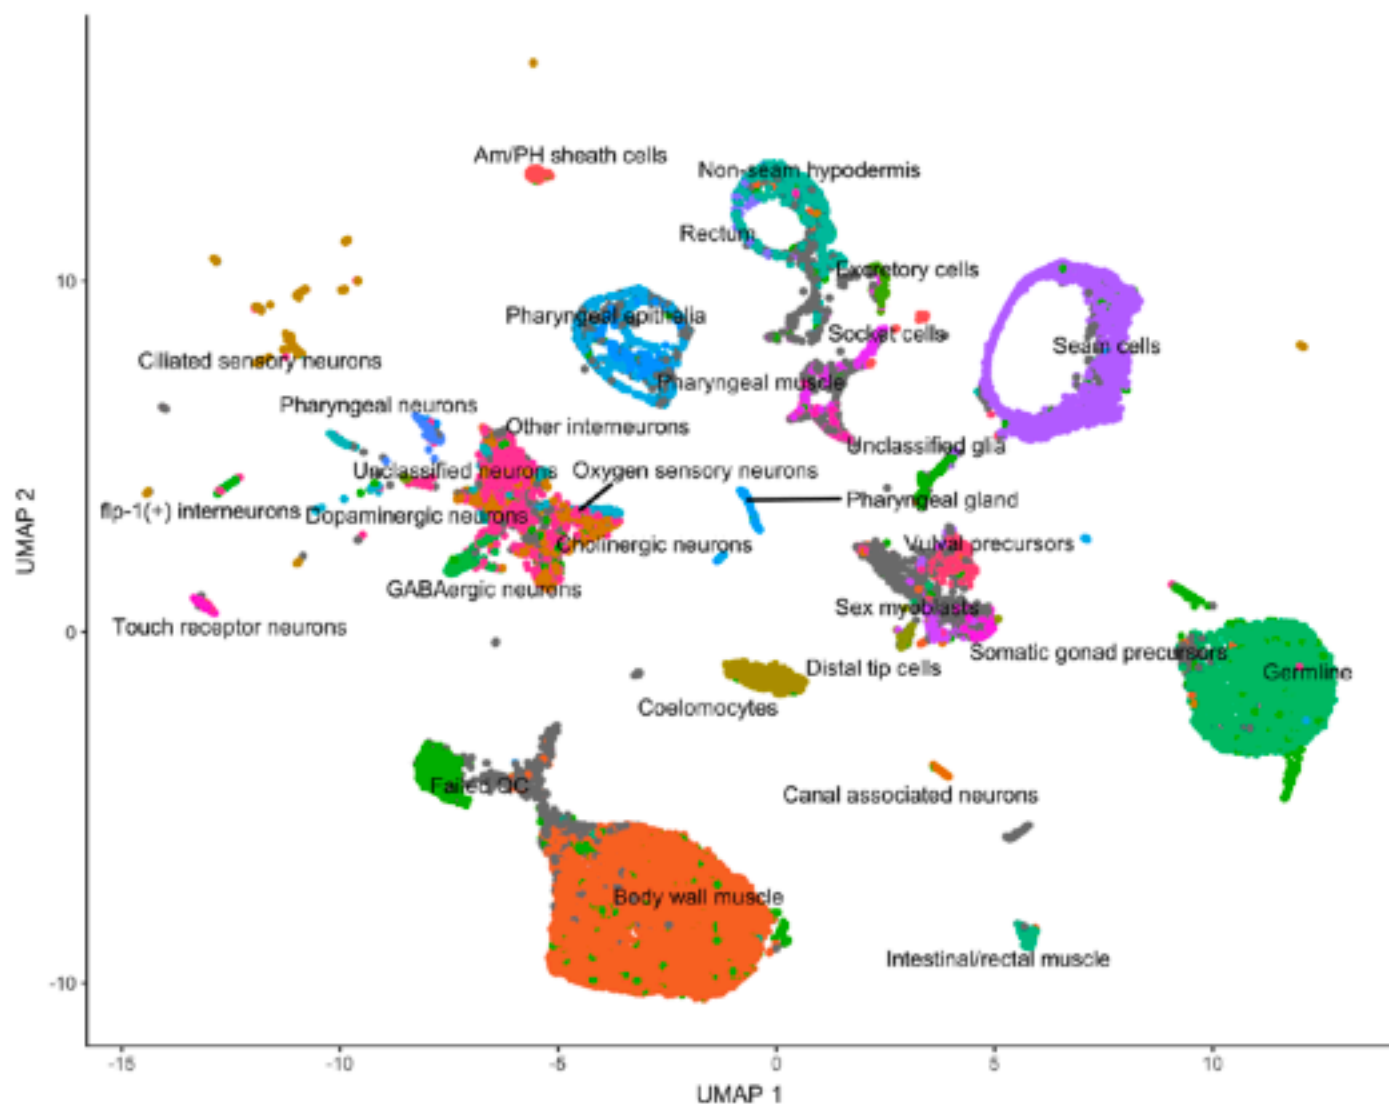 Am/PH sheath cells
Non-seam hypodermis
Rectum
Excretory cells
Pharyngeal epithelia
Socket cells
Seam cells
Ciliated sensory neurons
Pharyngeal muscle
Pharyngeal neurons
Other interneurons
Unclassified glia
Unclassified neurons
Oxygen sensory neurons
Pharyngeal gland
flp-1(+) interneurons
Dopaminergic neurons
Cholinergic neurons
Vulval precursors
GABAergic neurons
Sex myoblasts
Touch receptor neurons
Somatic gonad precursors
Distal tip cells
Germline
Coelomocytes
Failed QC
Canal associated neurons
Body wall muscle
Intestinal/rectal muscle
UMAP 2
10
0
-10
-15
-10
-5
0
5
10
UMAP 1